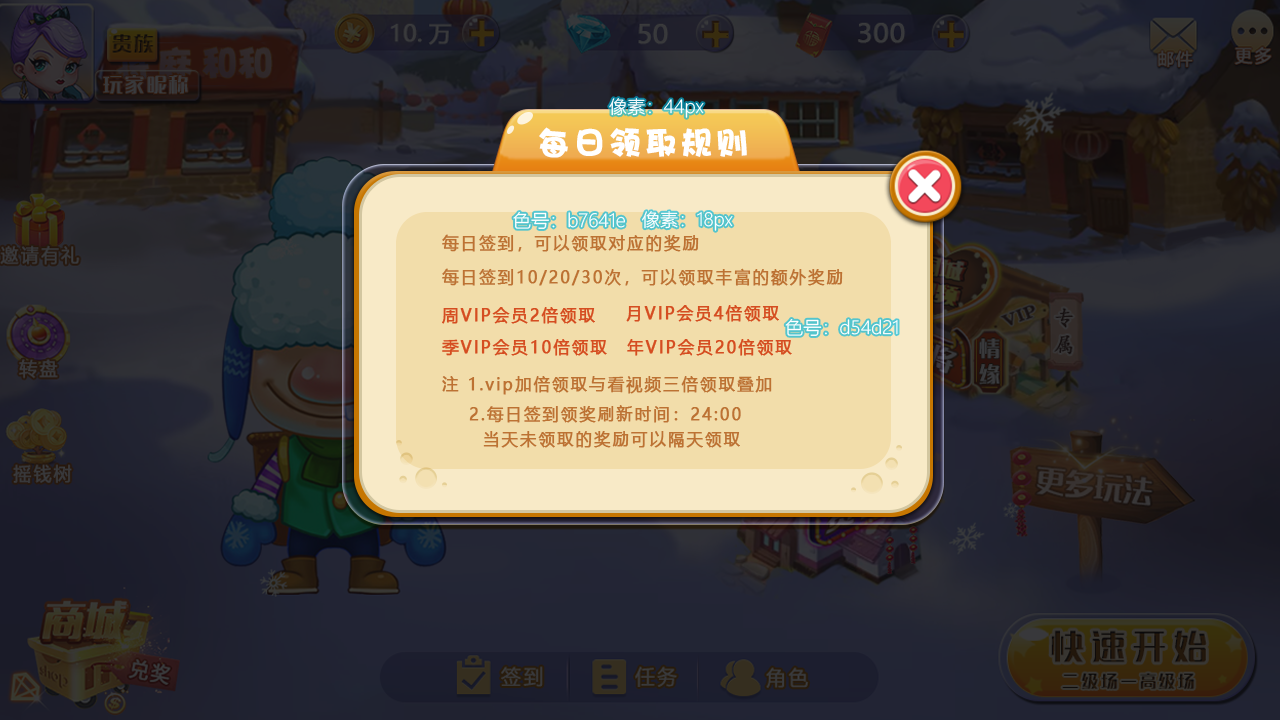 贵族
玩家昵称
10.万
50
300
邮件
更多
像素：44px
每日领取规则
色号：b7641e 像素：18px
每日签到，可以领取对应的奖励
每日签到10/20/30次，可以领取丰富的额外奖励
周VIP会员2倍领取 月VIP会员4倍领取
色号：d54d21
季VIP会员10倍领取 年VIP会员20倍领取
注 1.vip加倍领取与看视频三倍领取叠加
2.每日签到领奖刷新时间：24:00
当天未领取的奖励可以隔天领取
邀请有礼
转盘
摇钱树
VIP
专属
情缘
更多玩法
商城
shop
兑奖
签到
任务
角色
快速开始
二级场一高级场